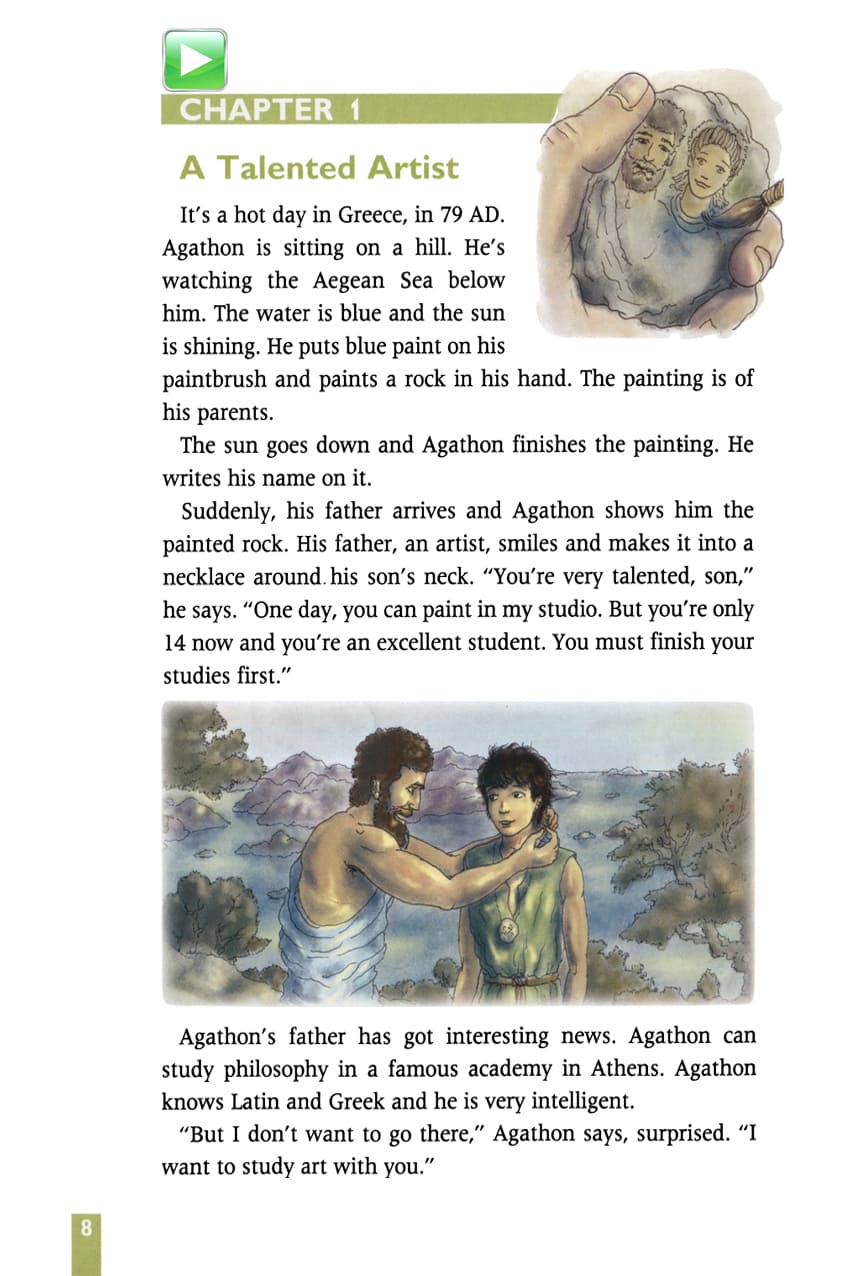 CHAPTER 1
A Talented Artist
It's a hot day in Greece, in 79 AD.
Agathon is sitting on a hill. He's
watching the Aegean Sea below
him. The water is blue and the sun
is shining. He puts blue paint on his
paintbrush and paints a rock in his hand. The painting is of
his parents.
The sun goes down and Agathon finishes the painting. He
writes his name on it.
Suddenly, his father arrives and Agathon shows him the
painted rock. His father, an artist, smiles and makes it into a
necklace around his son's neck. “You're very talented, son,”
he says. “One day, you can paint in my studio. But you're only
14 now and you're an excellent student. You must finish your
studies first.”
Agathon's father has got interesting news. Agathon can
study philosophy in a famous academy in Athens. Agathon
knows Latin and Greek and he is very intelligent.
“But I don't want to go there,” Agathon says, surprised. “I
want to study art with you.”
8